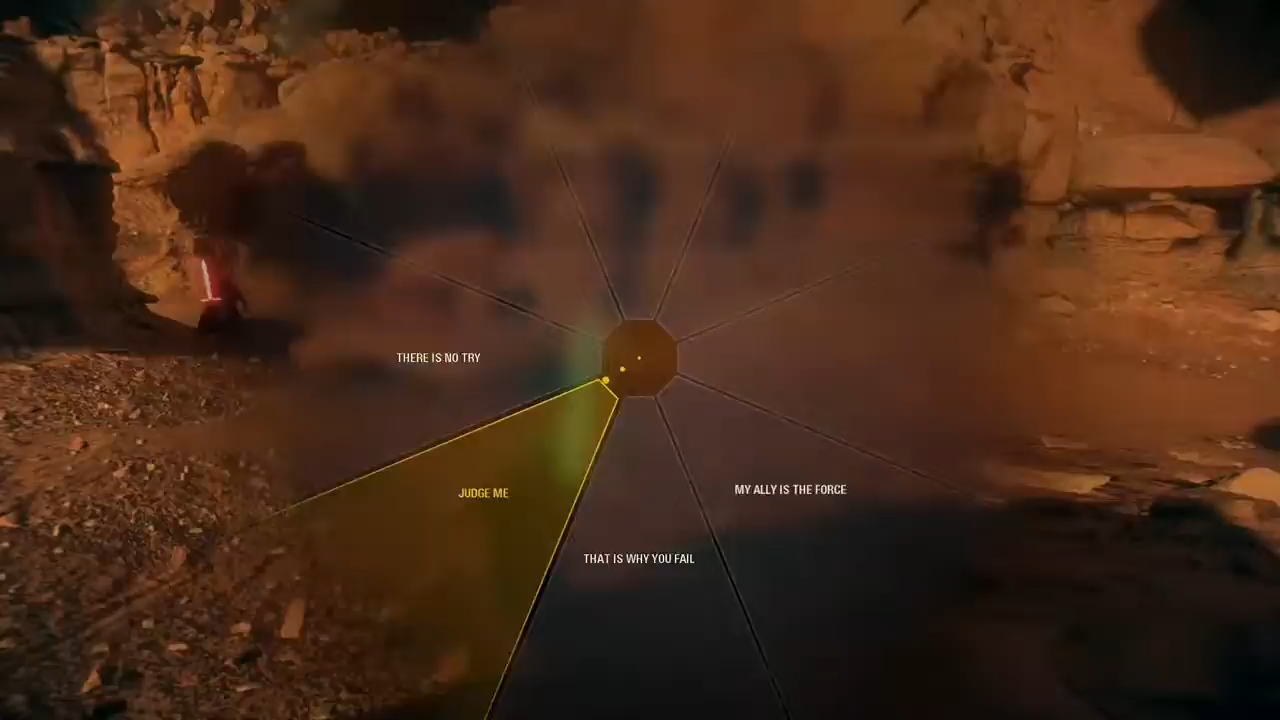 THERE IS NO TRY
MY ALLY IS THE FORCE
JUDGE ME
THAT IS WHY YOU FAIL